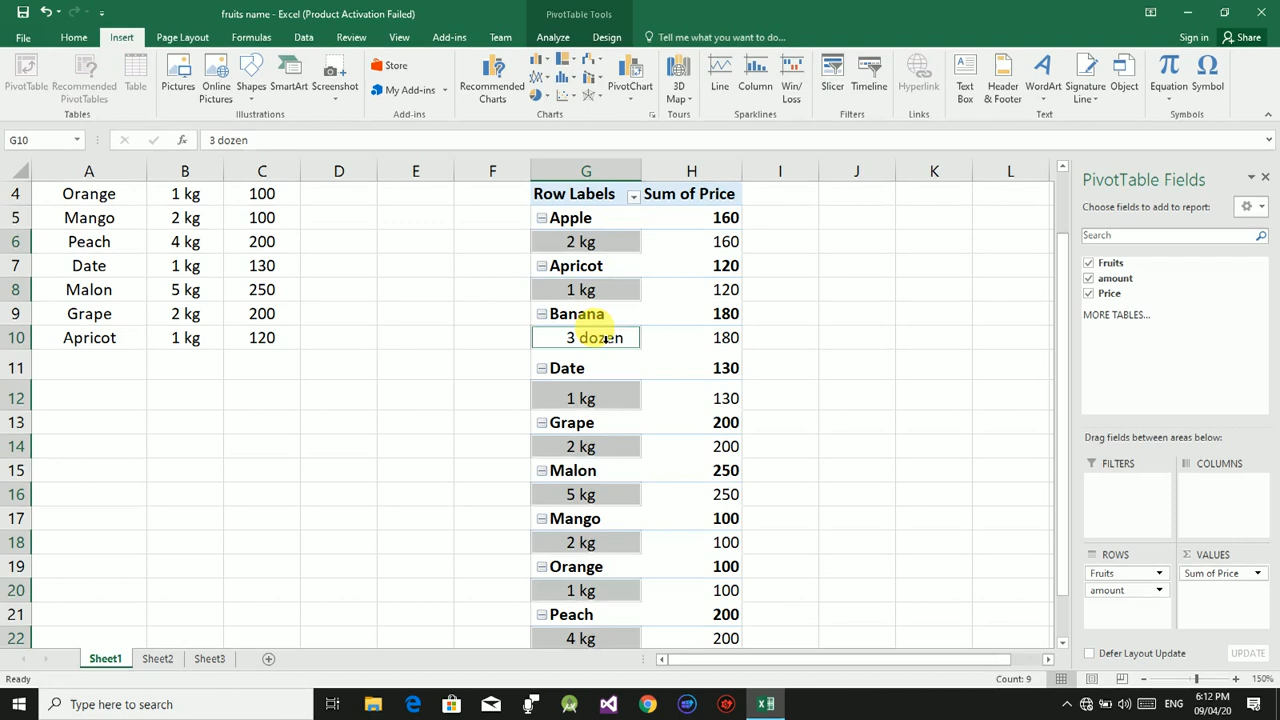 fruits name - Excel (Product Activation Failed)
PivotTable Tools
File Home Insert Page Layout Formulas Data Review View Add-ins Team Analyze Design Tell me what you want to do... Sign in Share
PivotTable
Recommended PivotTables
Table
Tables
Pictures
Online Pictures
Shapes
SmartArt
Screenshot
Illustrations
Store
My Add-ins
Add-ins
Recommended Charts
PivotChart
Charts
3D Map
Tours
Line
Column
Win/Loss
Sparklines
Slicer
Timeline
Filters
Hyperlink
Links
Text Box
Header & Footer
WordArt
Signature Line
Object
Text
Equation
Symbol
Symbols
G10 fx 3 dozen
A B C D E F G H I J K L
4 Orange 1 kg 100 Row Labels Sum of Price
5 Mango 2 kg 100 Apple 160
6 Peach 4 kg 200 2 kg 160
7 Date 1 kg 130 Apricot 120
8 Malon 5 kg 250 1 kg 120
9 Grape 2 kg 200 Banana 180
10 Apricot 1 kg 120 3 dozen 180
11 Date 130
12 1 kg 130
13 Grape 200
14 2 kg 200
15 Malon 250
16 5 kg 250
17 Mango 100
18 2 kg 100
19 Orange 100
20 1 kg 100
21 Peach 200
22 4 kg 200
PivotTable Fields
Choose fields to add to report:
Search
Fruits
amount
Price
MORE TABLES...
Drag fields between areas below:
FILTERS COLUMNS
ROWS VALUES
Fruits Sum of Price
amount
Defer Layout Update UPDATE
Sheet1 Sheet2 Sheet3
Ready Count: 9 150%
Type here to search
ENG
6:12 PM
09/04/20